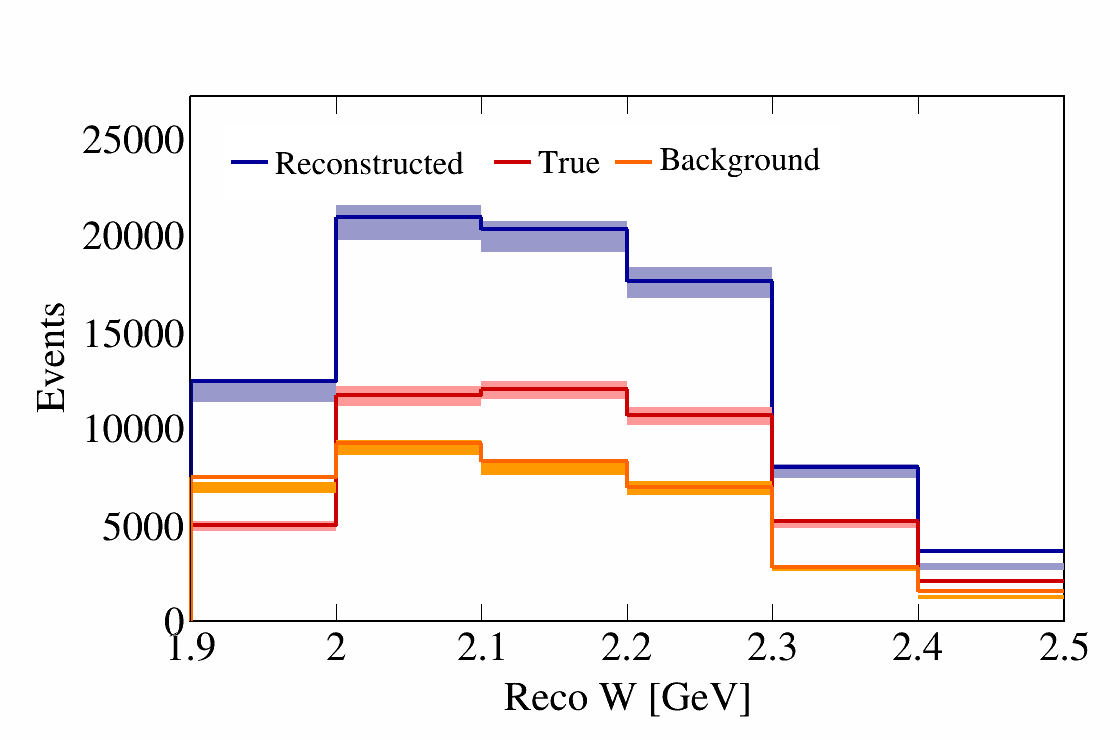 25000
Reconstructed True Background
20000
15000
Events
10000
5000
0
1.9 2 2.1 2.2 2.3 2.4 2.5
Reco W [GeV]